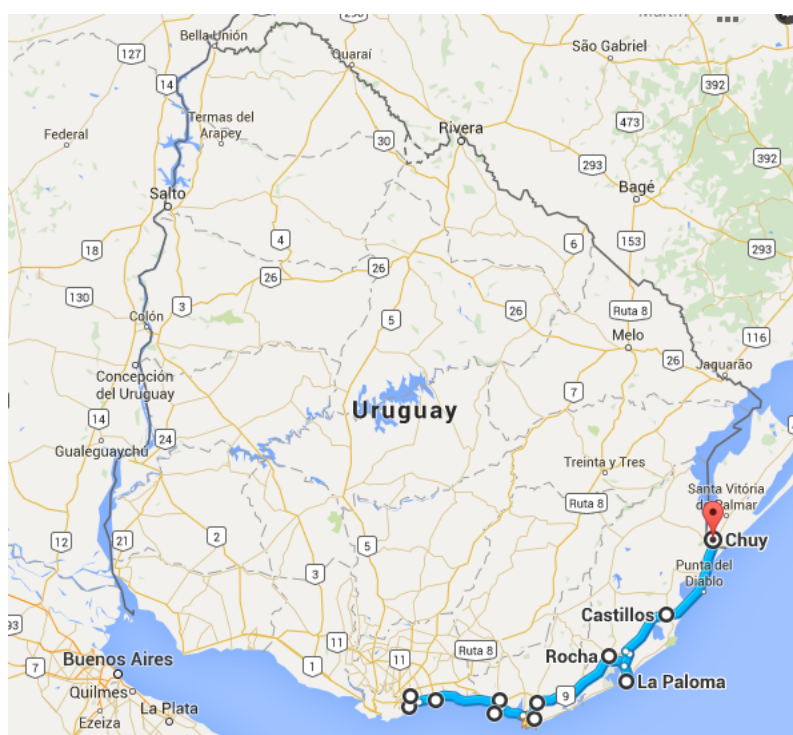 290
Bella Unión
127
14
Quaraí
São Gabriel
392
Termas del
Arapey
Federal
30
Rivera
473
293
392
Salto
Bagé
18
4
26
26
6
153
293
130
3
26
Colón
5
Ruta 8
Melo
116
26
Jaguarão
Concepción
del Uruguay
7
14
Uruguay
24
Gualeguaychú
Treinta y Tres
Santa Vitória
do Palmar
Ruta 8
12
21
2
5
Chuy
3
Punta del
Diablo
Castillos
93
11
11
Ruta 8
Rocha
Buenos Aires
7
1
9
La Paloma
Quilmes
La Plata
Ezeiza